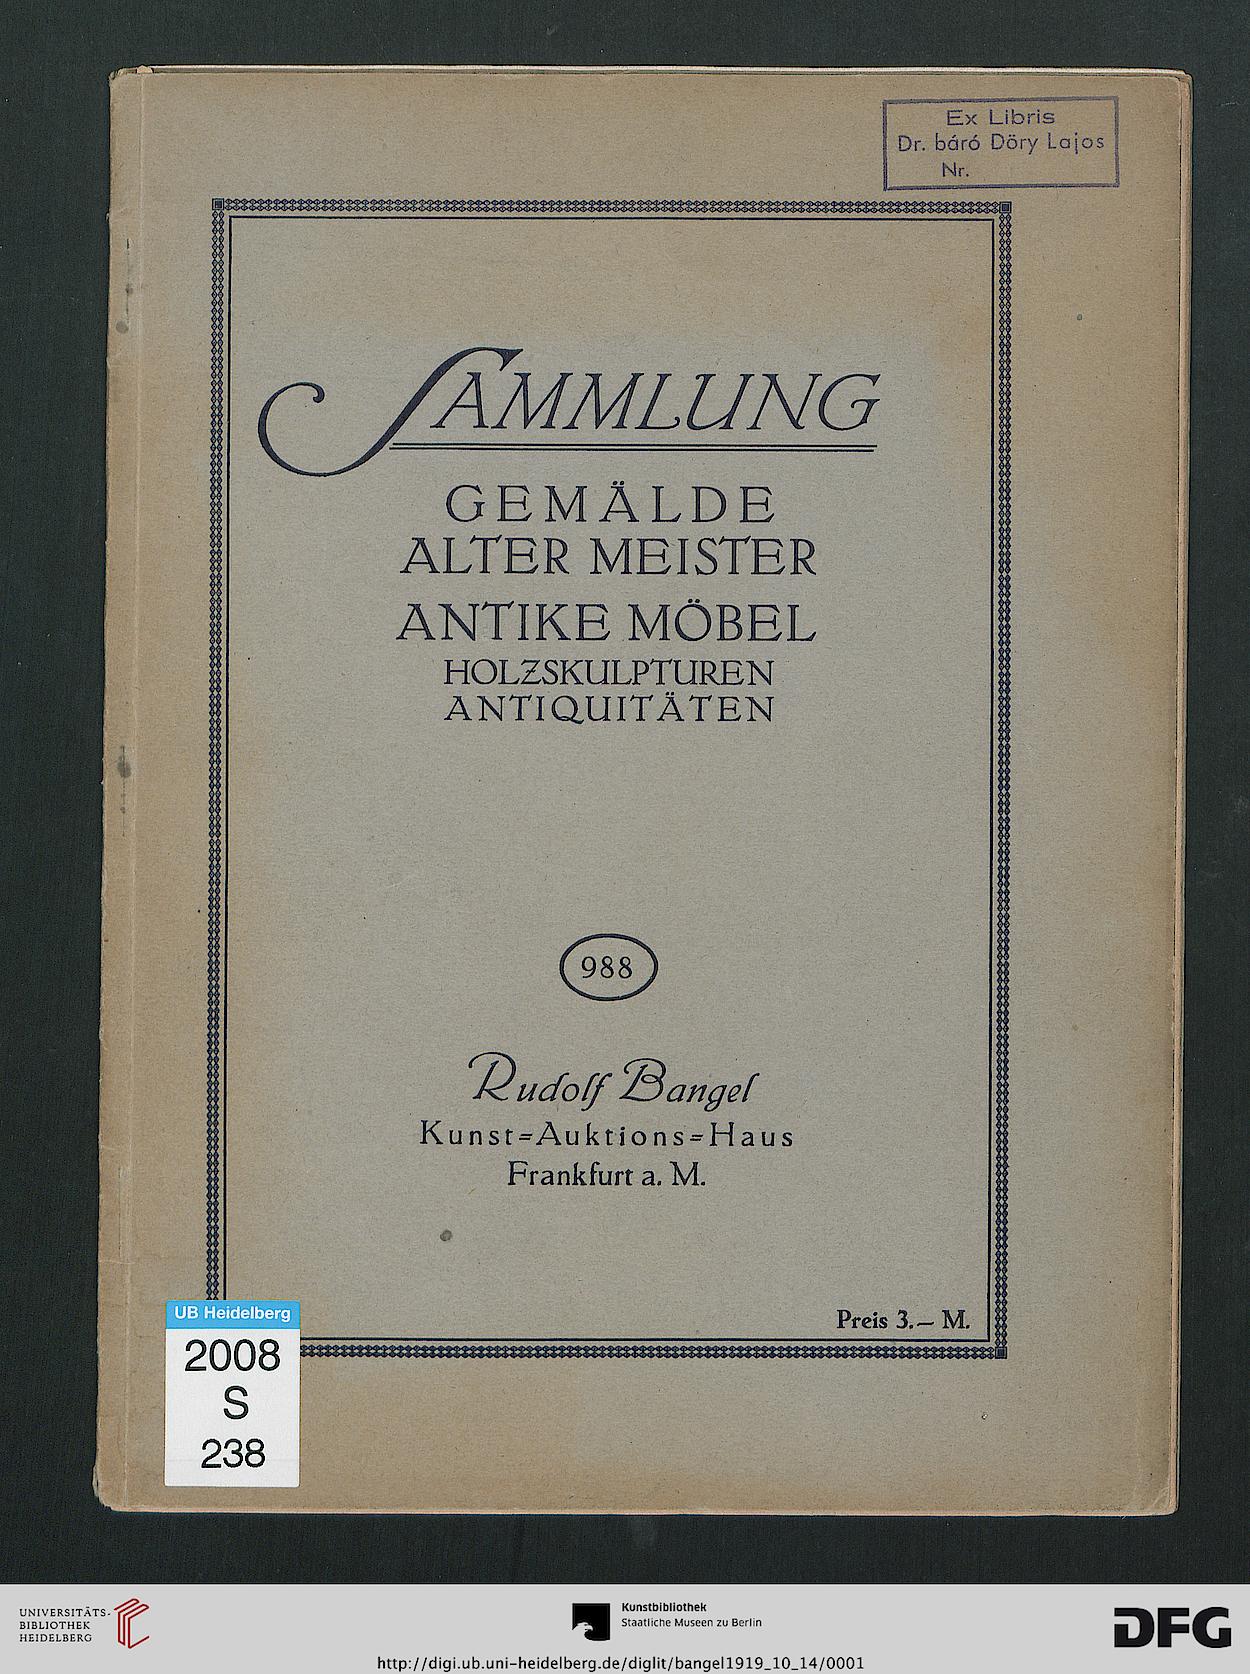 Ex Libris
Dr. báró Döry Lajos
Nr.
SAMMLUNG
GEMÄLDE
ALTER MEISTER
ANTIKE MÖBEL
HOLZSKULPTUREN
ANTIQUITÄTEN
988
Rudolf Bangel
Kunst=Auktions=Haus
Frankfurt a. M.
Preis 3.— M.
UB Heidelberg
2008
S
238
UNIVERSITÄTS-
BIBLIOTHEK
HEIDELBERG
Kunstbibliothek
Staatliche Museen zu Berlin
DFG
http://digi.ub.uni-heidelberg.de/diglit/bangel1919_10_14/0001